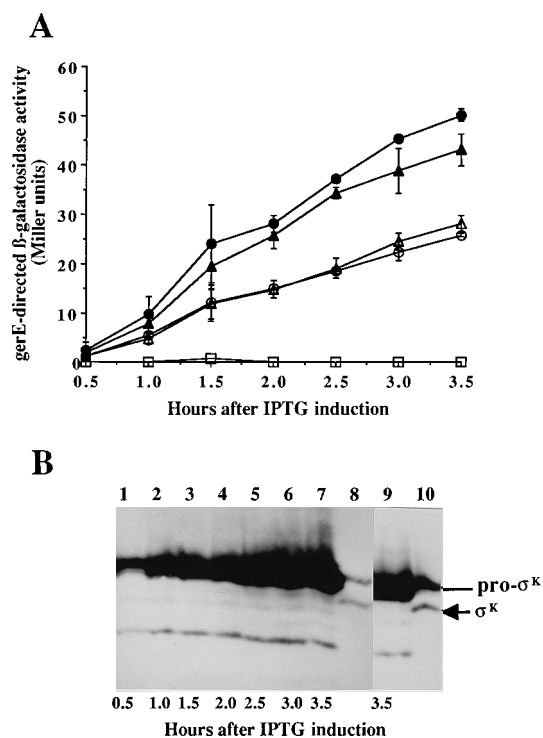 A
gerE-directed ß-galactosidase activity
(Miller units)
60
50
40
30
20
10
0
0.5 1.0 1.5 2.0 2.5 3.0 3.5
Hours after IPTG induction
B
1 2 3 4 5 6 7 8 9 10
pro-σᴷ
σᴷ
0.5 1.0 1.5 2.0 2.5 3.0 3.5 3.5
Hours after IPTG induction